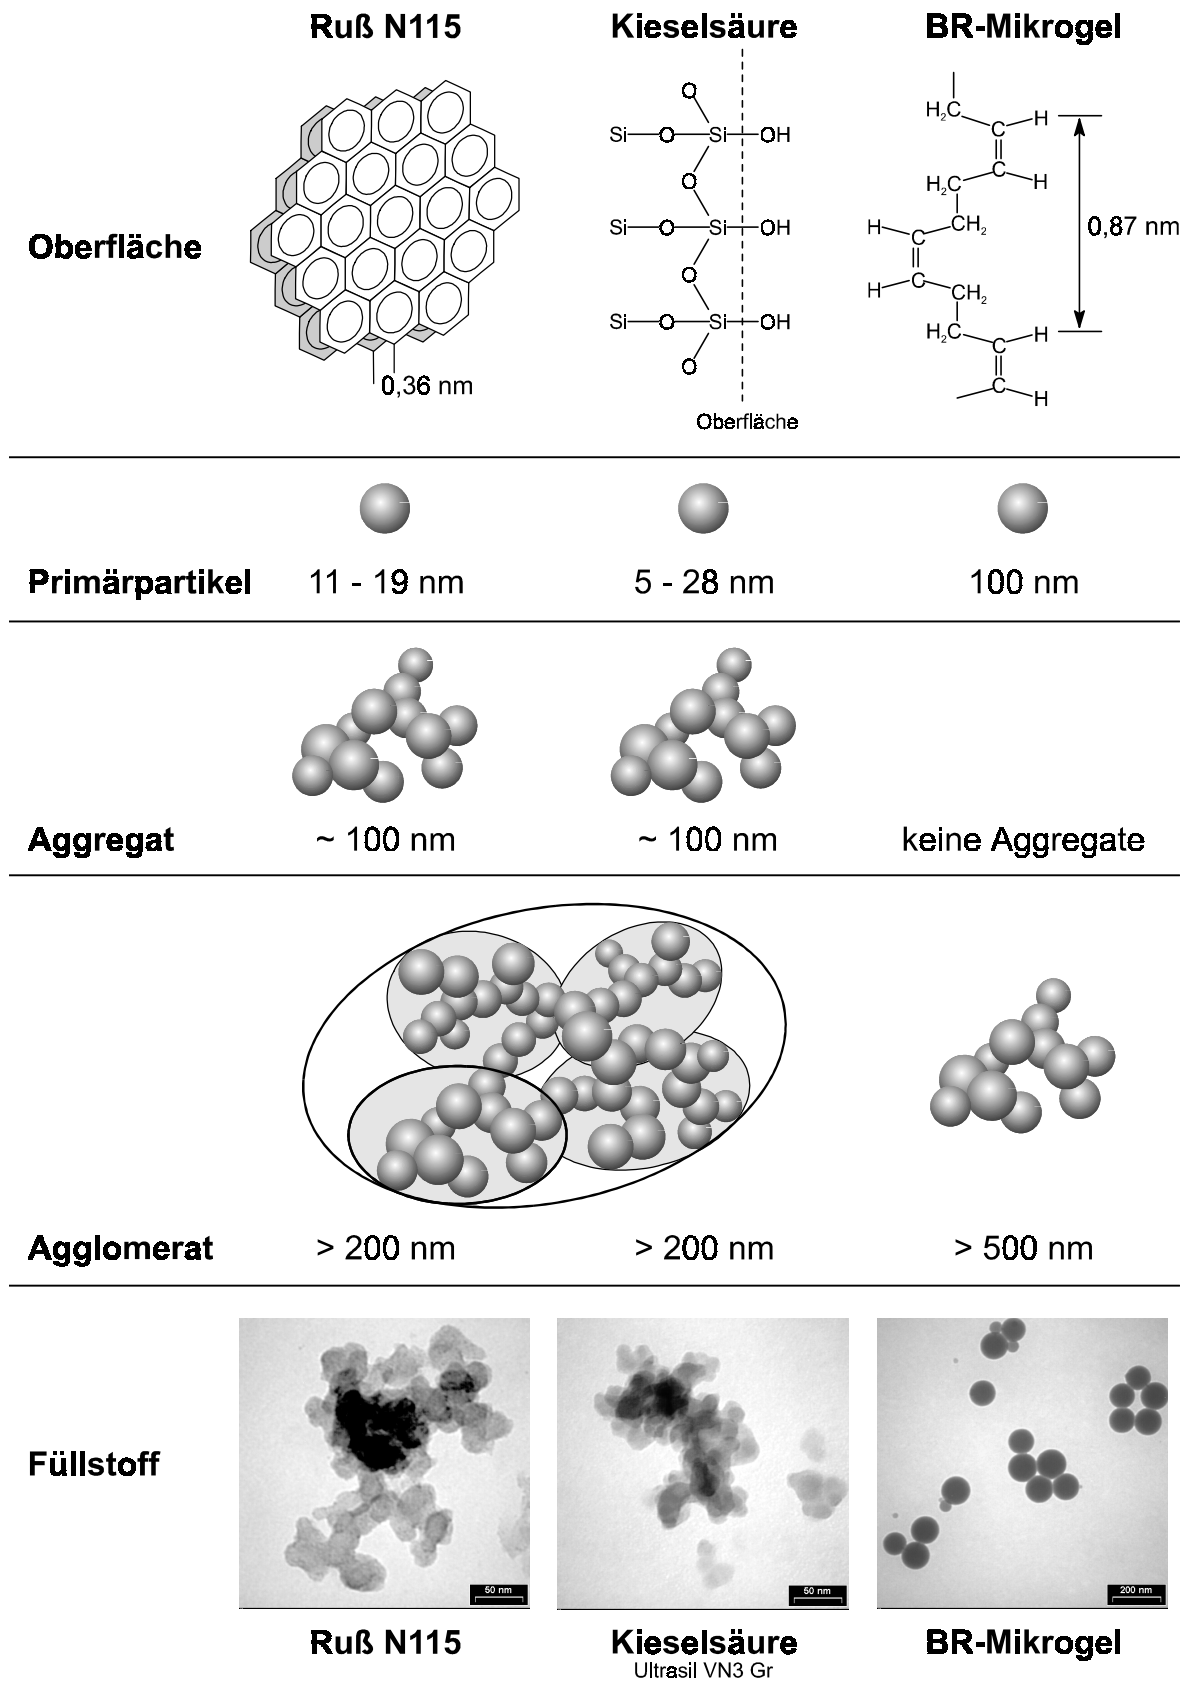 Ruß N115 Kieselsäure BR-Mikrogel
Oberfläche
O
Si O Si OH
O
Si O Si OH
O
Si O Si OH
O
Oberfläche
0,36 nm
H₂C C H
C H
H₂C
CH₂
H C
H C
CH₂
H₂C C H
C H
0,87 nm
Primärpartikel 11 - 19 nm 5 - 28 nm 100 nm
Aggregat ~ 100 nm ~ 100 nm keine Aggregate
Agglomerat > 200 nm > 200 nm > 500 nm
Füllstoff
50 nm 50 nm 200 nm
Ruß N115 Kieselsäure BR-Mikrogel
Ultrasil VN3 Gr